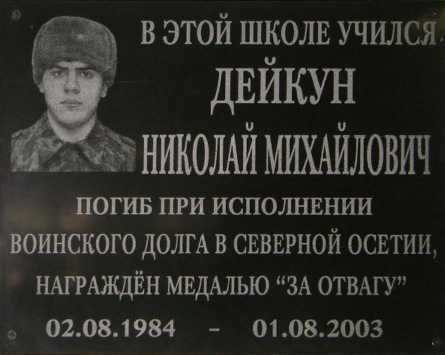 В ЭТОЙ ШКОЛЕ УЧИЛСЯ
ДЕЙКУН
НИКОЛАЙ МИХАЙЛОВИЧ
ПОГИБ ПРИ ИСПОЛНЕНИИ
ВОИНСКОГО ДОЛГА В СЕВЕРНОЙ ОСЕТИИ,
НАГРАЖДЁН МЕДАЛЬЮ “ЗА ОТВАГУ”
02.08.1984 - 01.08.2003